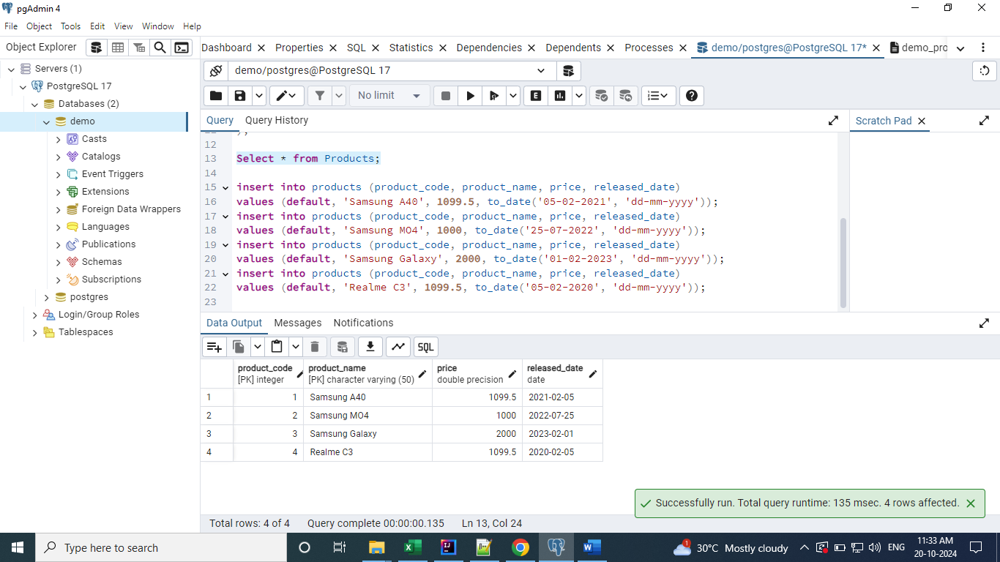 pgAdmin 4
File Object Tools Edit View Window Help
Object Explorer
Dashboard Properties SQL Statistics Dependencies Dependents Processes demo/postgres@PostgreSQL 17* demo_pro
Servers (1)
PostgreSQL 17
Databases (2)
demo
Casts
Catalogs
Event Triggers
Extensions
Foreign Data Wrappers
Languages
Publications
Schemas
Subscriptions
postgres
Login/Group Roles
Tablespaces
demo/postgres@PostgreSQL 17
No limit
E
Query Query History
Scratch Pad
12
13 Select * from Products;
14
15 insert into products (product_code, product_name, price, released_date)
16 values (default, 'Samsung A40', 1099.5, to_date('05-02-2021', 'dd-mm-yyyy'));
17 insert into products (product_code, product_name, price, released_date)
18 values (default, 'Samsung MO4', 1000, to_date('25-07-2022', 'dd-mm-yyyy'));
19 insert into products (product_code, product_name, price, released_date)
20 values (default, 'Samsung Galaxy', 2000, to_date('01-02-2023', 'dd-mm-yyyy'));
21 insert into products (product_code, product_name, price, released_date)
22 values (default, 'Realme C3', 1099.5, to_date('05-02-2020', 'dd-mm-yyyy'));
23
Data Output Messages Notifications
SQL
product_code product_name price released_date
[PK] integer [PK] character varying (50) double precision date
1 1 Samsung A40 1099.5 2021-02-05
2 2 Samsung MO4 1000 2022-07-25
3 3 Samsung Galaxy 2000 2023-02-01
4 4 Realme C3 1099.5 2020-02-05
Successfully run. Total query runtime: 135 msec. 4 rows affected.
Total rows: 4 of 4 Query complete 00:00:00.135 Ln 13, Col 24
Type here to search
1 30°C Mostly cloudy ENG 11:33 AM
20-10-2024